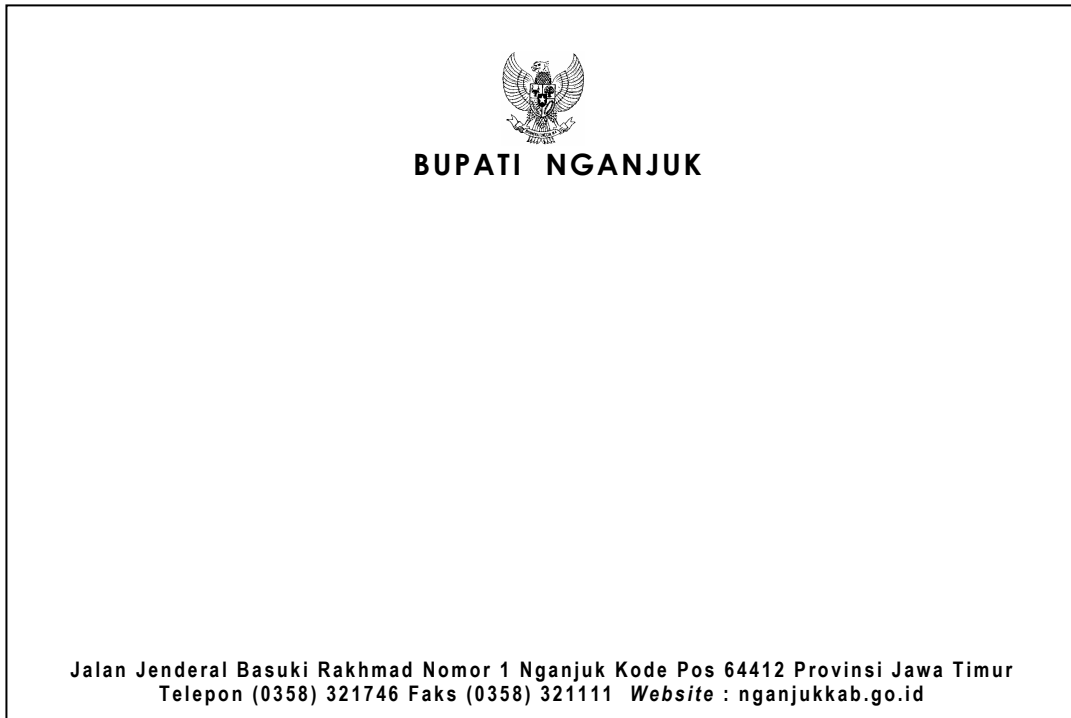 BUPATI NGANJUK
Jalan Jenderal Basuki Rakhmad Nomor 1 Nganjuk Kode Pos 64412 Provinsi Jawa Timur
Telepon (0358) 321746 Faks (0358) 321111 Website : nganjukkab.go.id